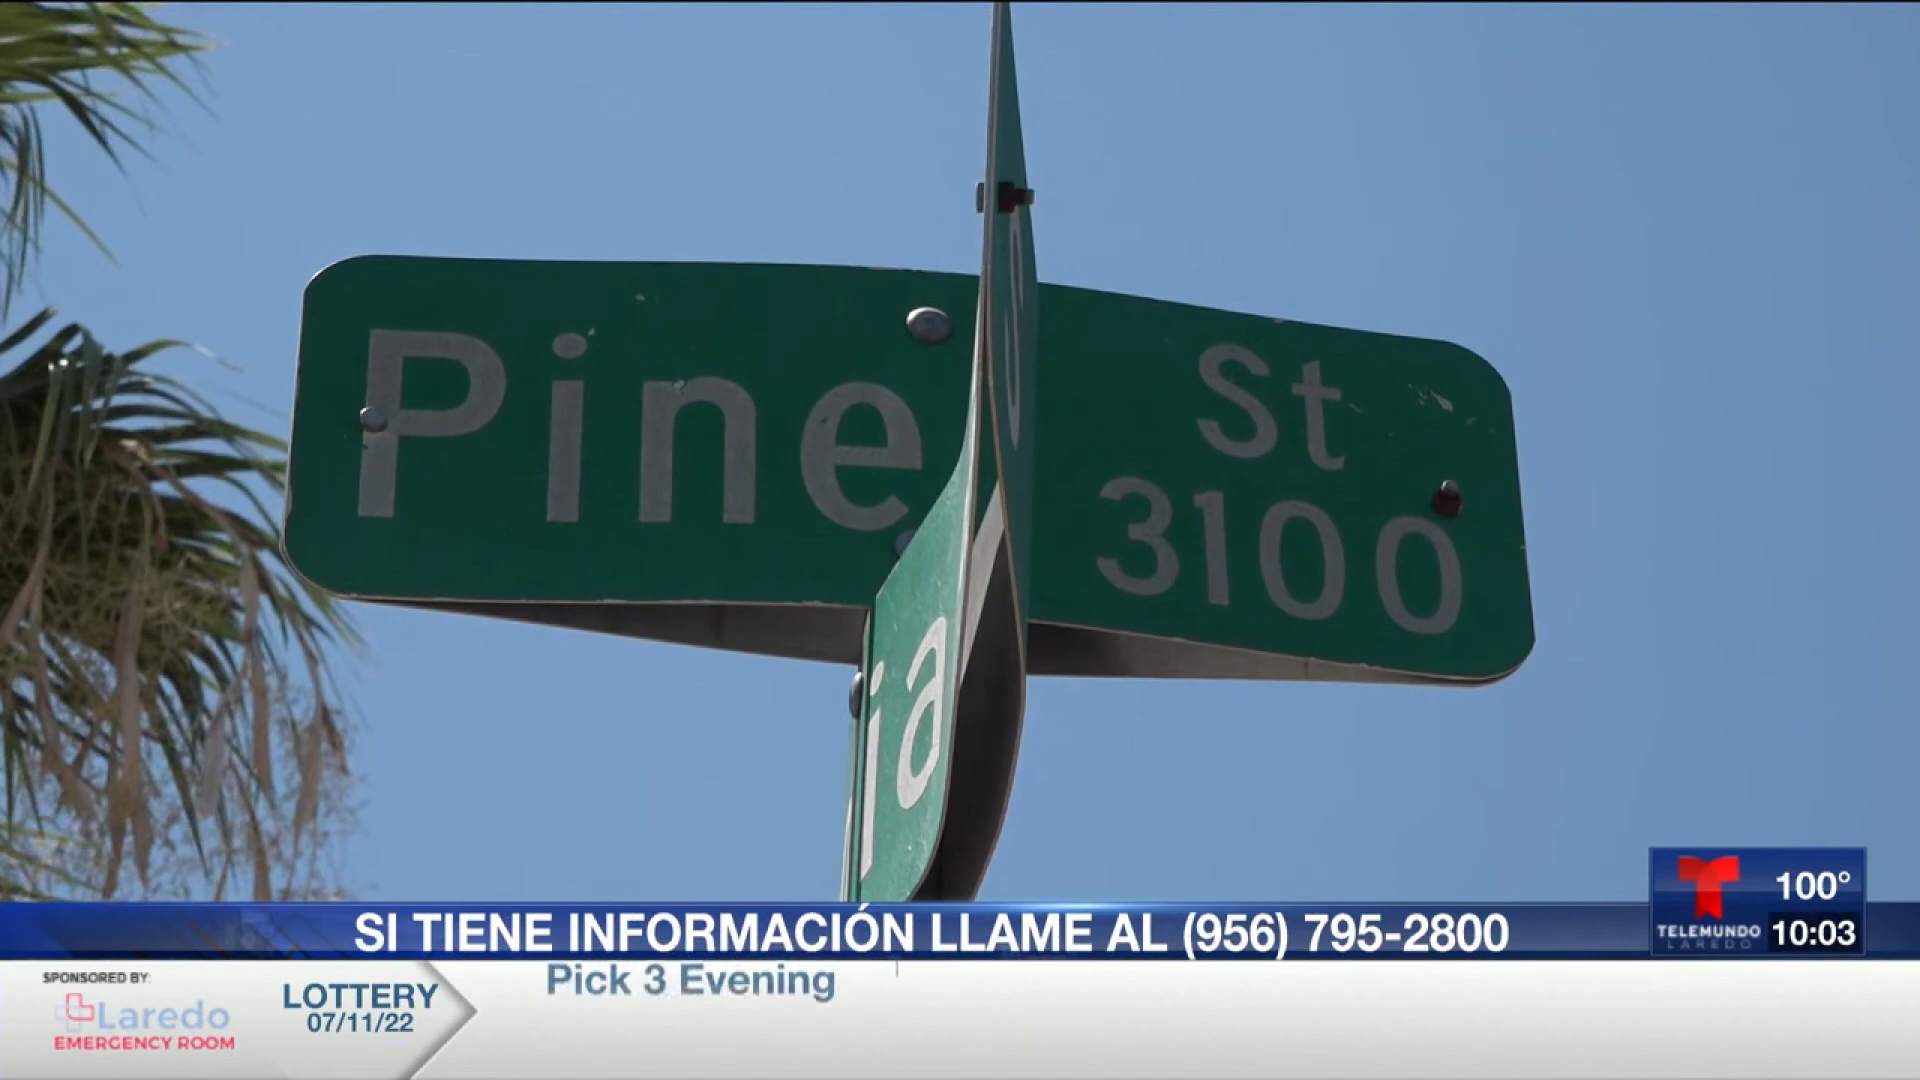 Pine St
3100
ia
SI TIENE INFORMACIÓN LLAME AL (956) 795-2800
TELEMUNDO
LAREDO
100°
10:03
SPONSORED BY:
Laredo
EMERGENCY ROOM
LOTTERY
07/11/22
Pick 3 Evening